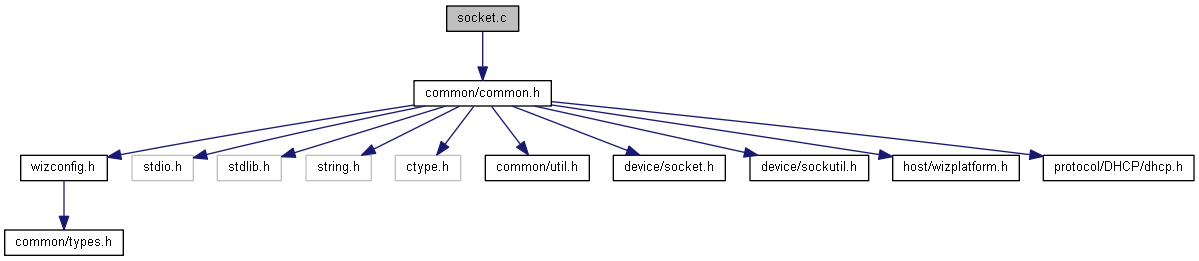 socket.c
common/common.h
wizconfig.h
stdio.h
stdlib.h
string.h
ctype.h
common/util.h
device/socket.h
device/sockutil.h
host/wizplatform.h
protocol/DHCP/dhcp.h
common/types.h